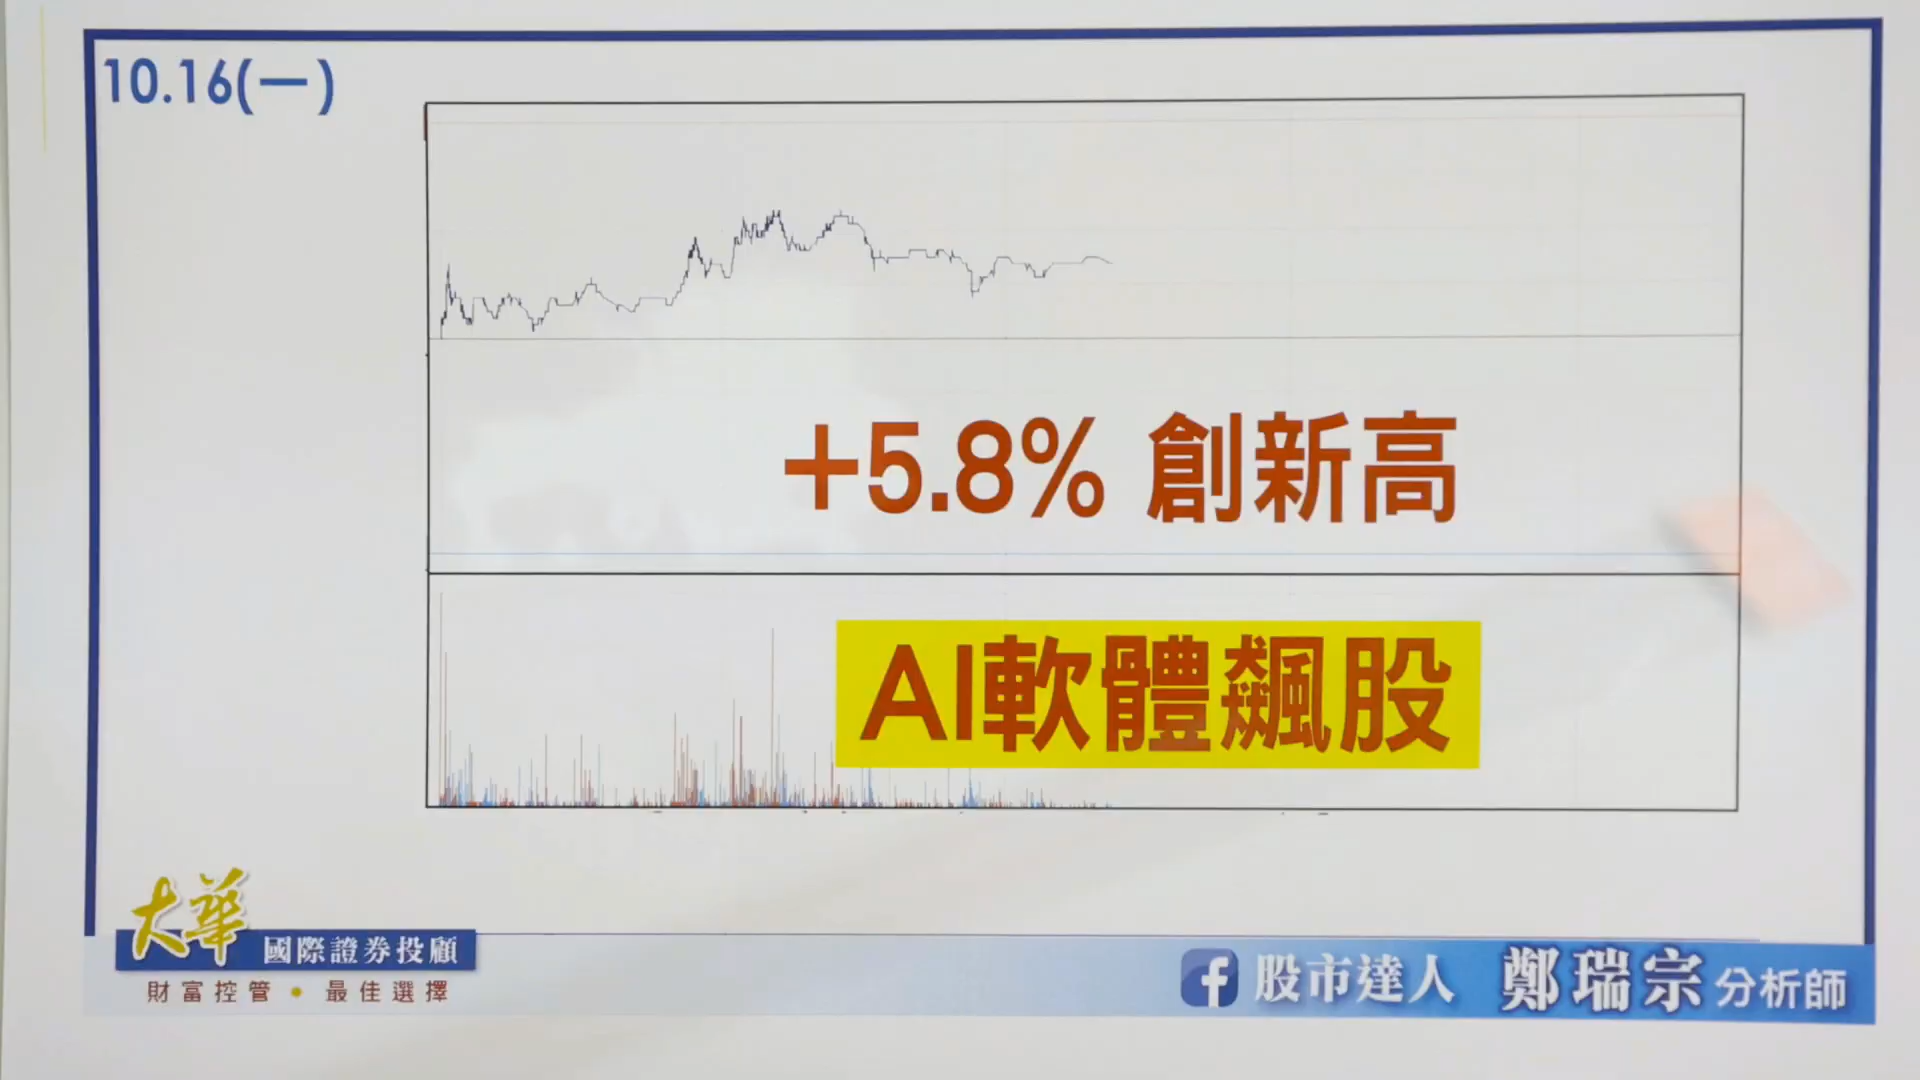 10.16(一)
+5.8% 創新高
AI軟體飆股
大華 國際證券投顧
財富控管•最佳選擇
股市達人 鄭瑞宗 分析師